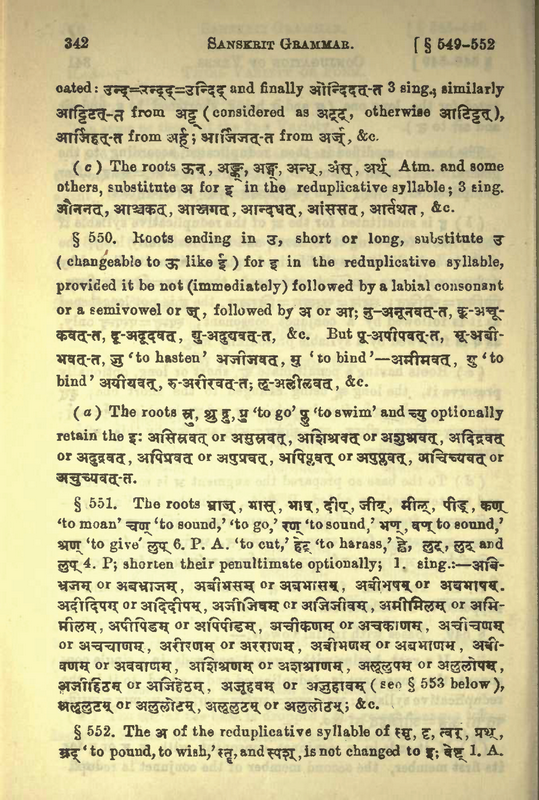 342 SANSKRIT GRAMMAR. [ § 549-552
cated: उन्द्=उन्द्द्=उन्दिद् and finally ओन्दिदत्-त 3 sing.; similarly
आट्टिटत्-त from अट्ट् (considered as अट्ट्, otherwise आटिट्टत्),
आर्जिहत्-त from अर्ह्; आर्जिजत्-त from अर्ज्, &c.
( c ) The roots ऊन्, अङ्क्, अङ्ग्, अन्ध्, अंस्, अर्थ् Atm. and some
others, substitute अ for इ in the reduplicative syllable; 3 sing.
औननत्, आञ्चकत्, आञ्जगत्, आन्दधत्, आंससत्, आर्तथत, &c.
§ 550. Roots ending in उ, short or long, substitute उ
( changeable to ऊ like ई ) for इ in the reduplicative syllable,
provided it be not (immediately) followed by a labial consonant
or a semivowel or ज्, followed by अ or आ; नु-अनूनवत्-त, कू-अचू-
कवत्-त, दू-अदूदवत्, द्यु-अदुद्यवत्-त, &c. But पू-अपीपवत्-त, भू-अबी-
भवत्-त, जु 'to hasten' अजीजवत्, मु 'to bind'—अमीमवत्, यु 'to
bind' अयीयवत्, रु-अरीरवत्-त; लू-अलीलवत्, &c.
( a ) The roots स्रु, श्रु द्रु, प्रु 'to go' प्लु 'to swim' and च्यु optionally
retain the इ: असिस्रवत् or असुस्रवत्, अशिश्रवत् or अशुश्रवत्, अदिद्रवत्
or अदुद्रवत्, अपिप्रवत् or अपुप्रवत्, अपिप्लवत् or अपुप्लवत्, अचिच्यवत् or
अचुच्यवत्-त.
§ 551. The roots भ्राज्, भास्, भाष्, दीप्, जीव्, मील्, पीड्, कण्
'to moan' चण् 'to sound,' 'to go,' रण् 'to sound,' भण्, वण् to sound,'
श्रण् 'to give' लुप् 6. P. A. 'to cut,' हेठ् 'to harass,' ह्वे, लुट्, लुठ् and
लुप् 4. P; shorten their penultimate optionally; 1. sing.:—अबि-
भ्रजम् or अबभ्राजम्, अबीभसम् or अबभासम्, अबीभषम् or अबभाषम्.
अदीदिपम् or अदिदीपम्, अजीजिवम् or अजिजीवम्, अमीमिलम् or अमि-
मीलम्, अपीपिडम् or अपिपीडम्, अचीकणम् or अचकाणम्, अचीचणम्
or अचचाणम्, अरीरणम् or अरराणम्, अबीभणम् or अबभाणम्, अवी-
वणम् or अववाणम्, अशिश्रणम् or अशश्राणम्, अलूलुपम् or अलुलोपम्,
अजीहिठम् or अजिहेठम्, अजूहवम् or अजुहावम् (see § 553 below),
अलूलुटम् or अलुलोटम्, अलूलुठम् or अलुलोठम्; &c.
§ 552. The अ of the reduplicative syllable of स्मृ, दृ, त्वर्, प्रथ्,
म्रद् 'to pound, to wish,' स्तॄ, and स्पश्, is not changed to इ; वेष्ट् 1. A.